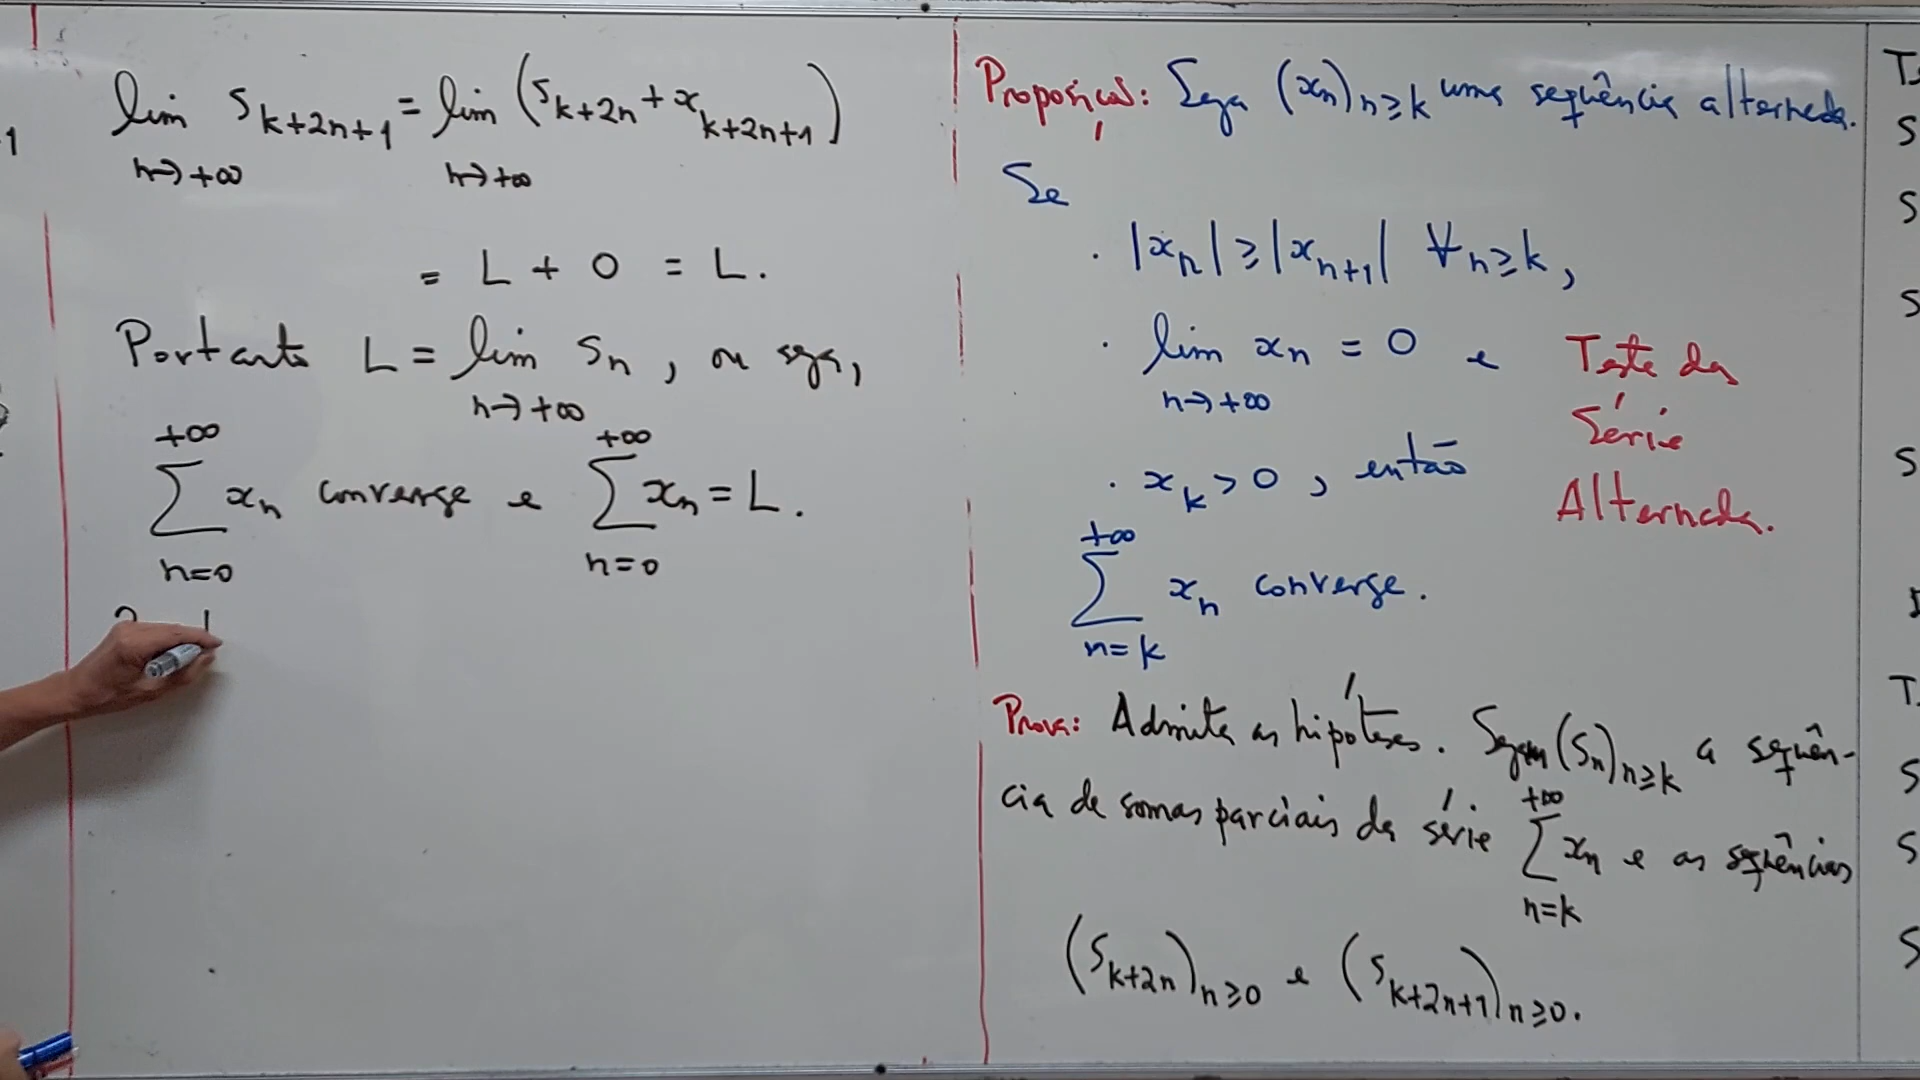 lim s_{k+2n+1} = lim (s_{k+2n} + x_{k+2n+1})
n→+∞ n→+∞
= L + 0 = L.
Portanto L = lim s_n, ou seja,
n→+∞
+∞ +∞
∑ x_n converge e ∑ x_n = L.
n=0 n=0
Proposição: Seja (x_n)_{n≥k} uma sequência alternada.
Se
· |x_n| ≥ |x_{n+1}| ∀n≥k,
· lim x_n = 0 e
n→+∞
· x_k > 0, então
+∞
∑ x_n converge.
n=k
Teste da
Série
Alternada.
Prova: Admita as hipóteses. Sejam (s_n)_{n≥k} a sequên-
cia de somas parciais da série
+∞
∑ x_n e as sequências
n=k
(s_{k+2n})_{n≥0} e (s_{k+2n+1})_{n≥0}.